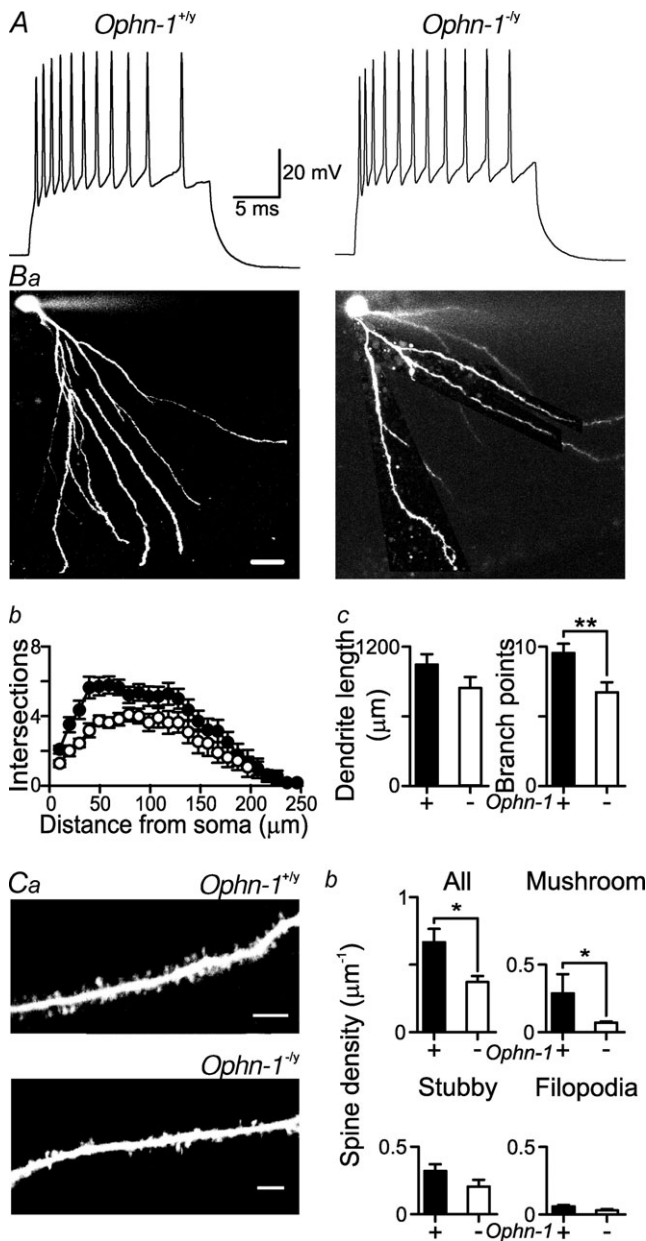 A
Ophn-1+/y
Ophn-1-/y
20 mV
5 ms
Ba
b
8
4
0
Intersections
0 50 100 150 200 250
Distance from soma (μm)
c
1200
0
Dendrite length (μm)
+ -
Ophn-1
10
0
Branch points
**
+ -
Ca
Ophn-1+/y
Ophn-1-/y
b
All
Mushroom
Spine density (μm-1)
1
0
*
+ -
Ophn-1
0.5
0
*
+ -
Stubby
Filopodia
0.5
0
+ -
Ophn-1
0.5
0
+ -